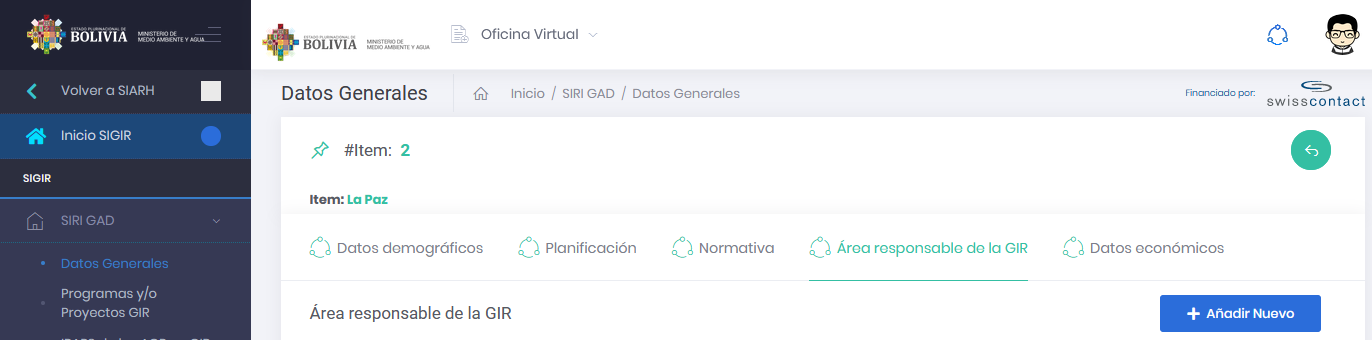 ESTADO PLURINACIONAL DE
BOLIVIA
MINISTERIO DE
MEDIO AMBIENTE Y AGUA
Volver a SIARH
Inicio SIGIR
SIGIR
SIRI GAD
Datos Generales
Programas y/o
Proyectos GIR
ESTADO PLURINACIONAL DE
BOLIVIA
MINISTERIO DE
MEDIO AMBIENTE Y AGUA
Oficina Virtual
Datos Generales
Inicio / SIRI GAD / Datos Generales
Financiado por:
swisscontact
#Item: 2
Item: La Paz
Datos demográficos
Planificación
Normativa
Área responsable de la GIR
Datos económicos
Área responsable de la GIR
Añadir Nuevo